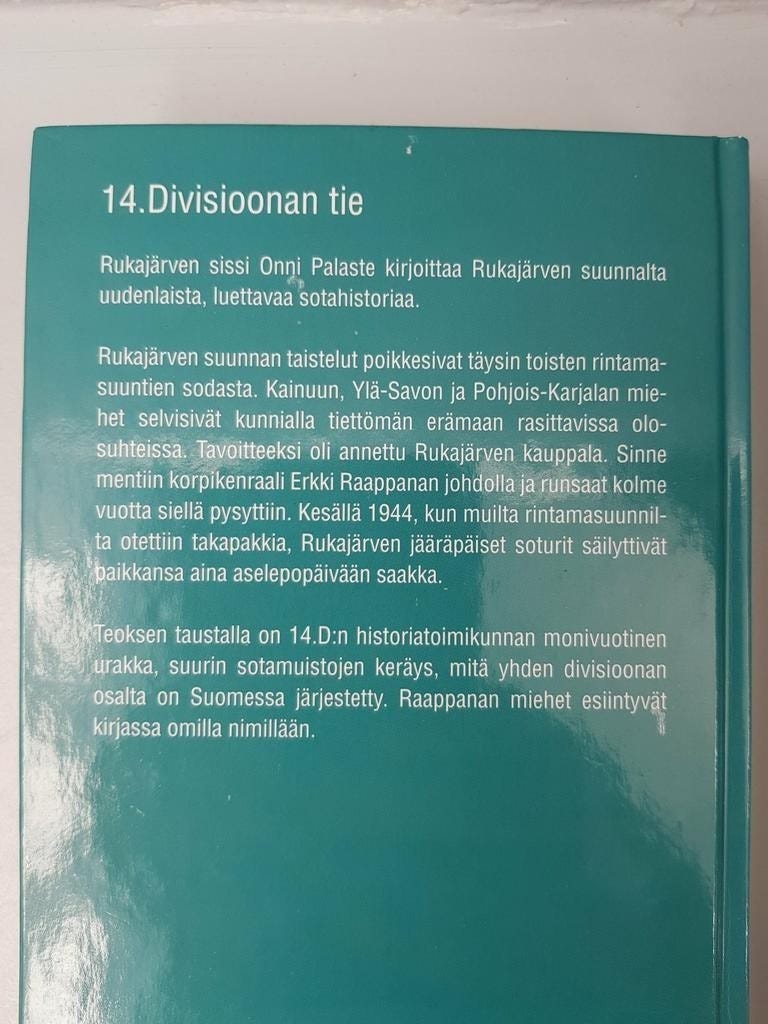 14.Divisioonan tie
Rukajärven sissi Onni Palaste kirjoittaa Rukajärven suunnalta
uudenlaista, luettavaa sotahistoriaa.
Rukajärven suunnan taistelut poikkesivat täysin toisten rintama-
suuntien sodasta. Kainuun, Ylä-Savon ja Pohjois-Karjalan mie-
het selvisivät kunnialla tiettömän erämaan rasittavissa olo-
suhteissa. Tavoitteeksi oli annettu Rukajärven kauppala. Sinne
mentiin korpikenraali Erkki Raappanan johdolla ja runsaat kolme
vuotta siellä pysyttiin. Kesällä 1944, kun muilta rintamasuunnil-
ta otettiin takapakkia, Rukajärven jääräpäiset soturit säilyttivät
paikkansa aina aselepopäivään saakka.
Teoksen taustalla on 14.D:n historiatoimikunnan monivuotinen
urakka, suurin sotamuistojen keräys, mitä yhden divisioonan
osalta on Suomessa järjestetty. Raappanan miehet esiintyvät
kirjassa omilla nimillään.